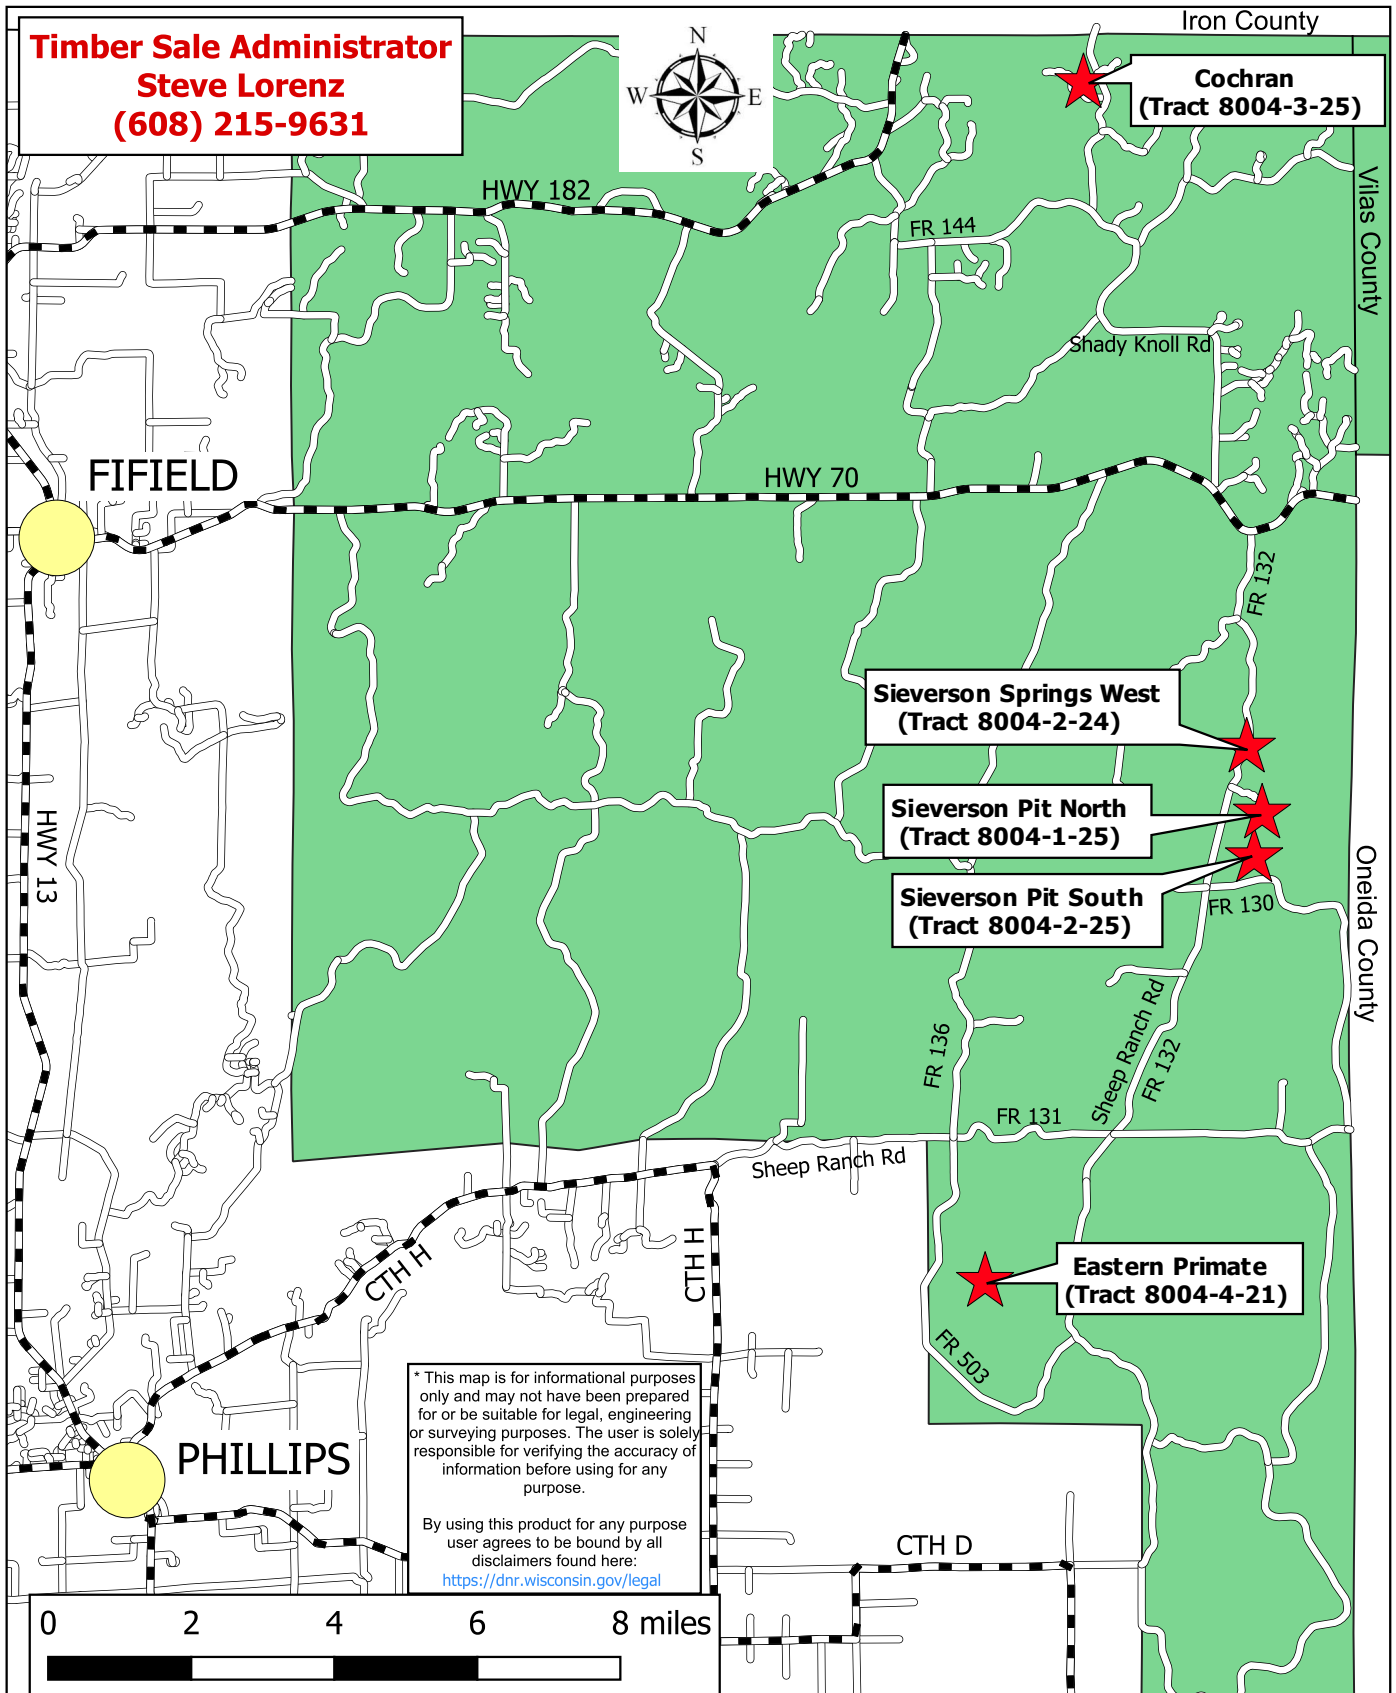 Iron County
Timber Sale Administrator
Steve Lorenz
(608) 215-9631
N
W
E
S
Cochran
(Tract 8004-3-25)
HWY 182
Vilas County
FR 144
Shady Knoll Rd
FIFIELD
HWY 70
FR 132
Sieverson Springs West
(Tract 8004-2-24)
Sieverson Pit North
(Tract 8004-1-25)
HWY 13
Oneida County
Sieverson Pit South
(Tract 8004-2-25)
FR 130
Sheep Ranch Rd
FR 136
FR 132
FR 131
Sheep Ranch Rd
CTH H
CTH H
Eastern Primate
(Tract 8004-4-21)
FR 503
* This map is for informational purposes
only and may not have been prepared
for or be suitable for legal, engineering
or surveying purposes. The user is solely
responsible for verifying the accuracy of
information before using for any
purpose.
By using this product for any purpose
user agrees to be bound by all
disclaimers found here:
https://dnr.wisconsin.gov/legal
PHILLIPS
CTH D
0 2 4 6 8 miles